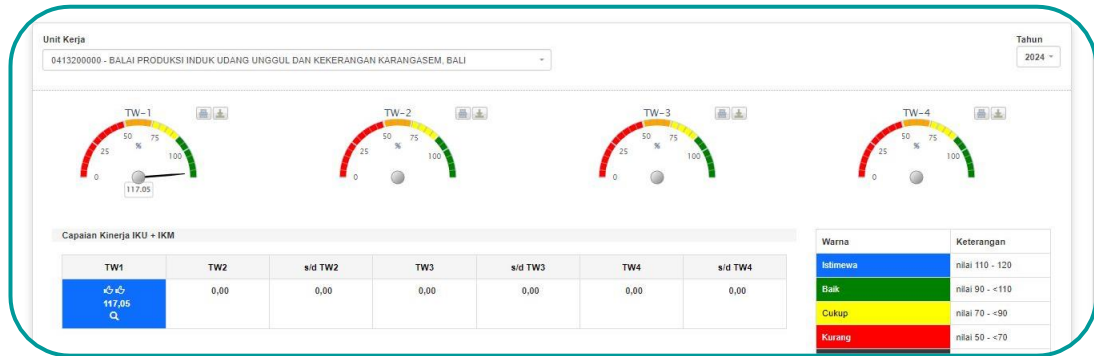 Unit Kerja
Tahun
0413200000 - BALAI PRODUKSI INDUK UDANG UNGGUL DAN KEKERANGAN KARANGASEM, BALI
2024
TW-1
0
25
50
75
100
%
117.05
TW-2
0
25
50
75
100
%
TW-3
0
25
50
75
100
%
TW-4
0
25
50
75
100
%
Capaian Kinerja IKU + IKM
TW1 TW2 s/d TW2 TW3 s/d TW3 TW4 s/d TW4
117,05 0,00 0,00 0,00 0,00 0,00 0,00
Warna Keterangan
Istimewa nilai 110 - 120
Baik nilai 90 - <110
Cukup nilai 70 - <90
Kurang nilai 50 - <70